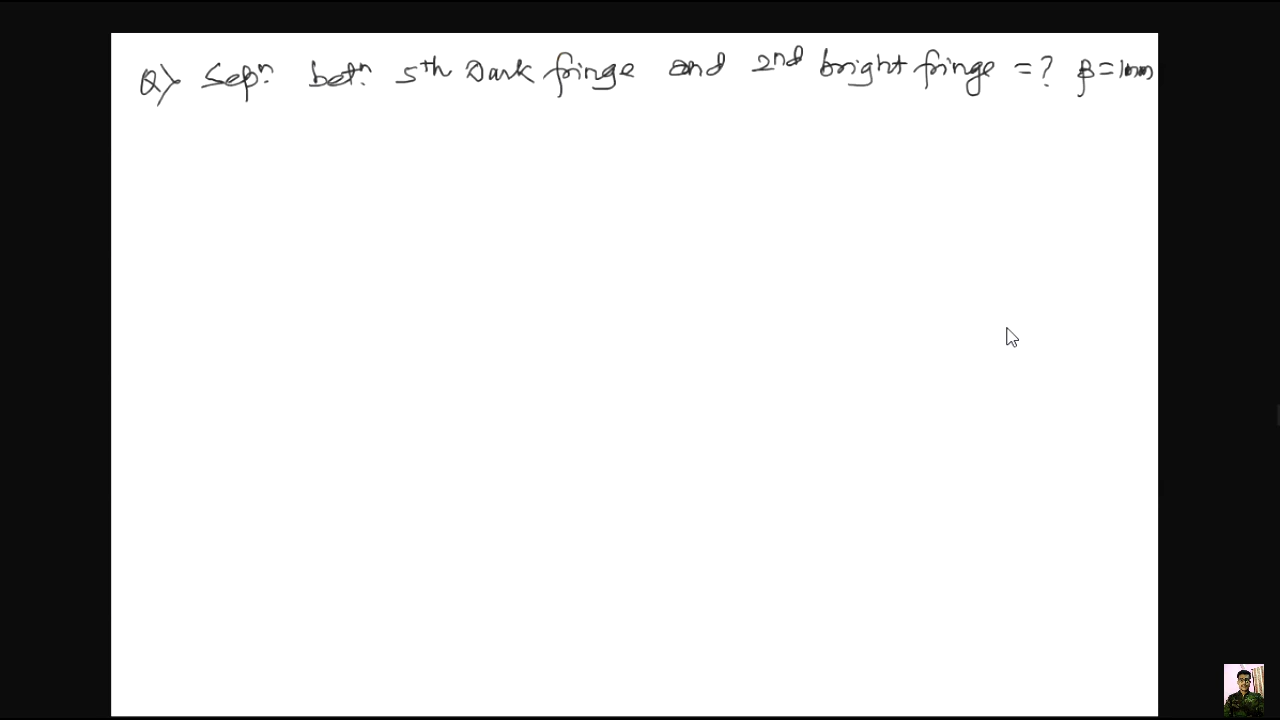 Q) Sepⁿ. betⁿ. 5th Dark fringe and 2nd bright fringe = ? β = 1mm